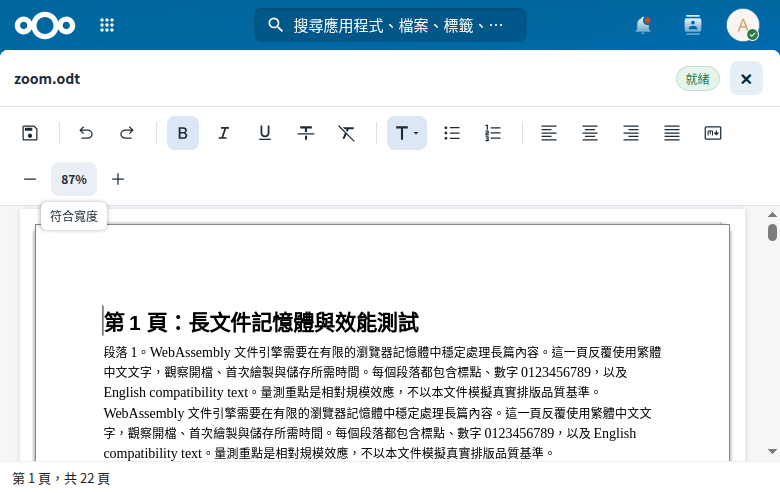 搜尋應用程式、檔案、標籤、…
A
zoom.odt
就緒
87%
符合寬度
第 1 頁：長文件記憶體與效能測試
段落 1。WebAssembly 文件引擎需要在有限的瀏覽器記憶體中穩定處理長篇內容。這一頁反覆使用繁體
中文文字，觀察開檔、首次繪製與儲存所需時間。每個段落都包含標點、數字 0123456789，以及
English compatibility text。量測重點是相對規模效應，不以本文件模擬真實排版品質基準。
WebAssembly 文件引擎需要在有限的瀏覽器記憶體中穩定處理長篇內容。這一頁反覆使用繁體中文文
字，觀察開檔、首次繪製與儲存所需時間。每個段落都包含標點、數字 0123456789，以及 English
compatibility text。量測重點是相對規模效應，不以本文件模擬真實排版品質基準。
第 1 頁，共 22 頁